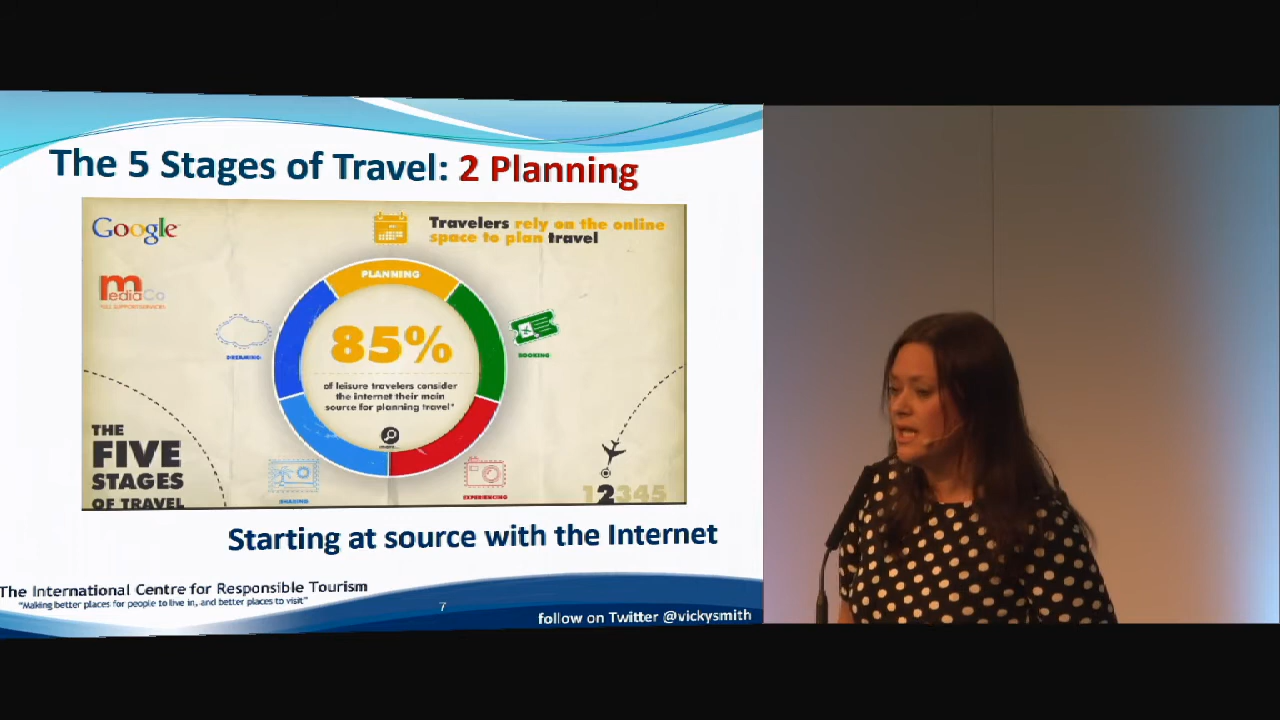 The 5 Stages of Travel: 2 Planning
Google
Travelers rely on the online
space to plan travel
mediaCo
PLANNING
85%
of leisure travelers consider
the internet their main
source for planning travel*
more...
DREAMING
BOOKING
SHARING
EXPERIENCING
THE
FIVE
STAGES
OF TRAVEL
12345
Starting at source with the Internet
The International Centre for Responsible Tourism
"Making better places for people to live in, and better places to visit"
7
follow on Twitter @vickysmith